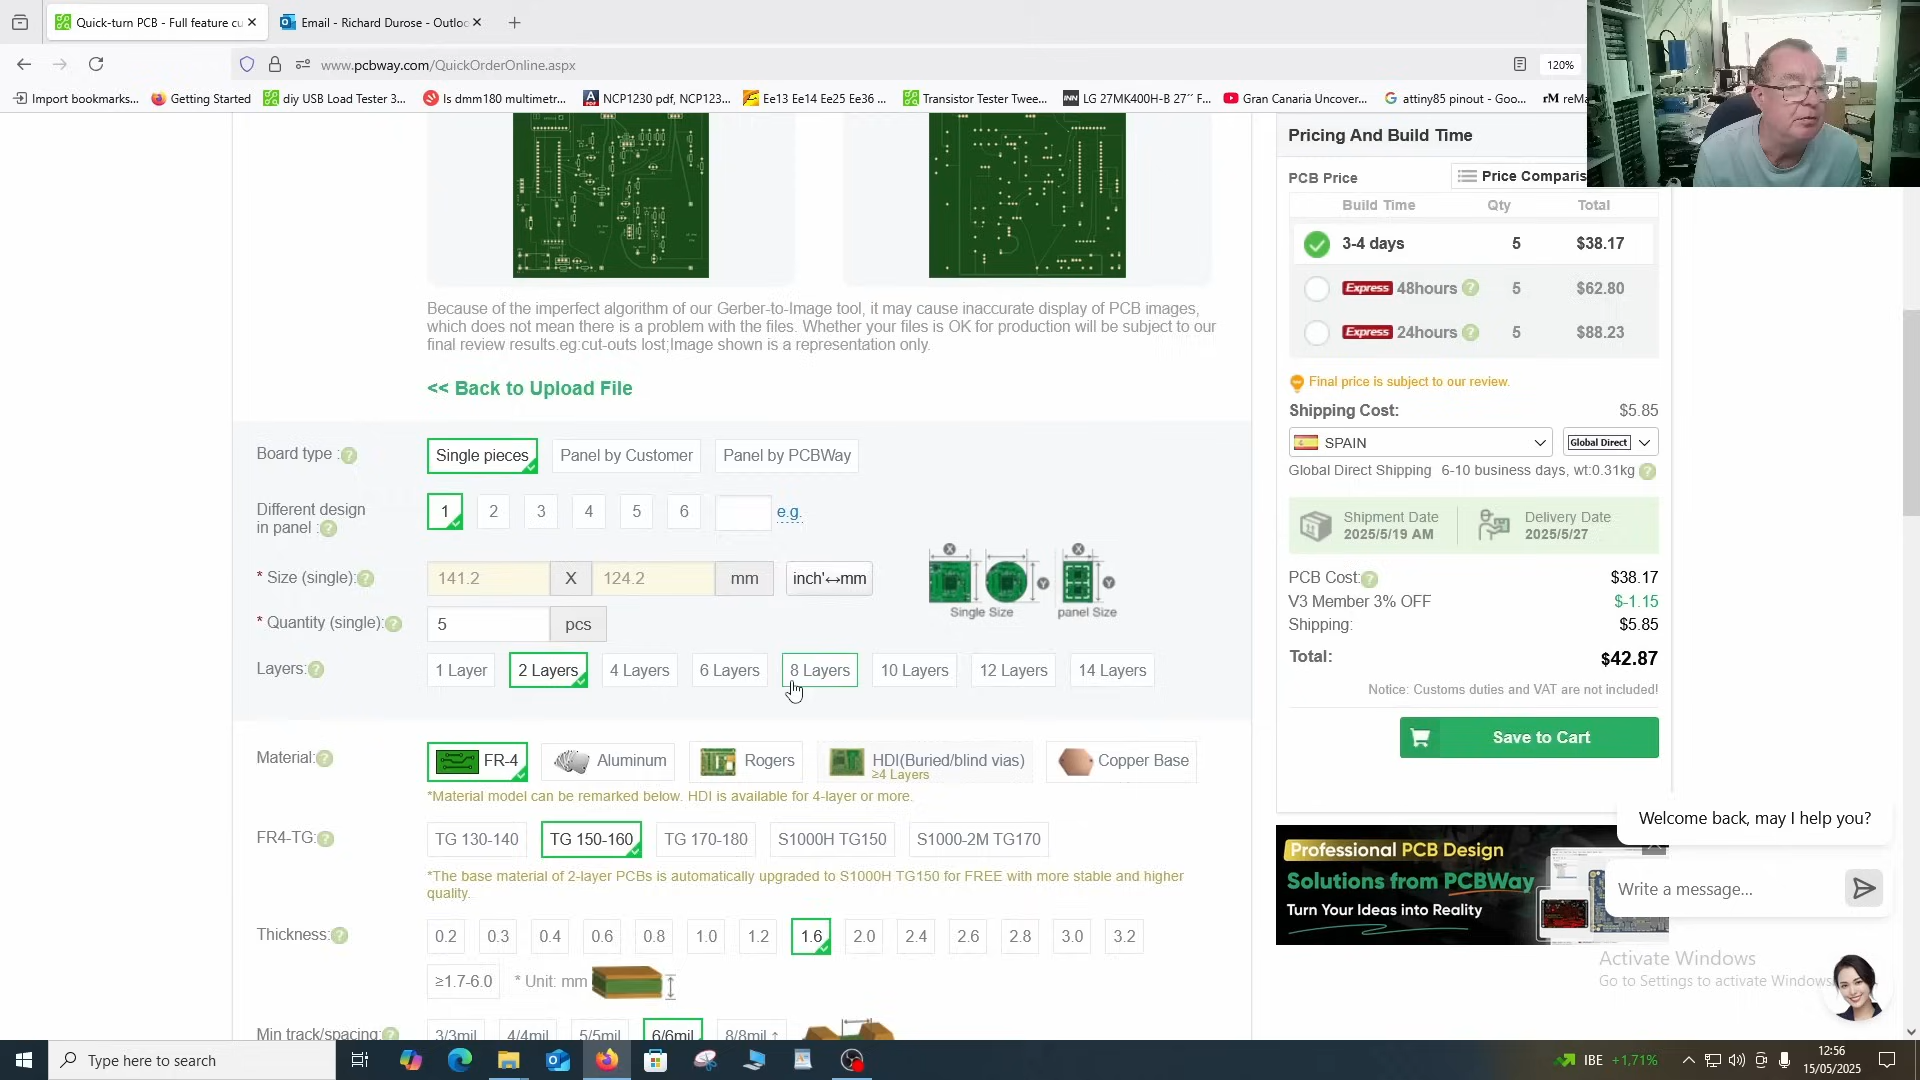 Quick-turn PCB - Full feature cu
Email - Richard Durose - Outloo
www.pcbway.com/QuickOrderOnline.aspx
120%
Import bookmarks...
Getting Started
diy USB Load Tester 3...
Is dmm180 multimetr...
NCP1230 pdf, NCP123...
Ee13 Ee14 Ee25 Ee36 ...
Transistor Tester Twee...
INN LG 27MK400H-B 27´´ F...
Gran Canaria Uncover...
attiny85 pinout - Goo...
rM reMa
Because of the imperfect algorithm of our Gerber-to-Image tool, it may cause inaccurate display of PCB images,
which does not mean there is a problem with the files. Whether your files is OK for production will be subject to our
final review results.eg:cut-outs lost;Image shown is a representation only.
<< Back to Upload File
Board type :
Single pieces
Panel by Customer
Panel by PCBWay
Different design
in panel :
1 2 3 4 5 6 e.g.
* Size (single):
141.2 X 124.2 mm inch'↔mm
X X
Y Y
Single Size panel Size
* Quantity (single):
5 pcs
Layers:
1 Layer 2 Layers 4 Layers 6 Layers 8 Layers 10 Layers 12 Layers 14 Layers
Material:
FR-4 Aluminum Rogers HDI(Buried/blind vias) Copper Base
≥4 Layers
*Material model can be remarked below. HDI is available for 4-layer or more.
FR4-TG:
TG 130-140 TG 150-160 TG 170-180 S1000H TG150 S1000-2M TG170
*The base material of 2-layer PCBs is automatically upgraded to S1000H TG150 for FREE with more stable and higher
quality.
Thickness:
0.2 0.3 0.4 0.6 0.8 1.0 1.2 1.6 2.0 2.4 2.6 2.8 3.0 3.2
≥1.7-6.0 * Unit: mm
Min track/spacing:
3/3mil 4/4mil 5/5mil 6/6mil 8/8mil ↑
Pricing And Build Time
PCB Price
Price Comparis
Build Time Qty Total
3-4 days 5 $38.17
Express 48hours 5 $62.80
Express 24hours 5 $88.23
Final price is subject to our review.
Shipping Cost: $5.85
SPAIN Global Direct
Global Direct Shipping 6-10 business days, wt:0.31kg
Shipment Date
2025/5/19 AM
Delivery Date
2025/5/27
PCB Cost: $38.17
V3 Member 3% OFF $-1.15
Shipping: $5.85
Total: $42.87
Notice: Customs duties and VAT are not included!
Save to Cart
Welcome back, may I help you?
Professional PCB Design
Solutions from PCBWay
Turn Your Ideas into Reality
Write a message...
Activate Windows
Go to Settings to activate Windows.
Type here to search
IBE +1,71%
12:56
15/05/2025